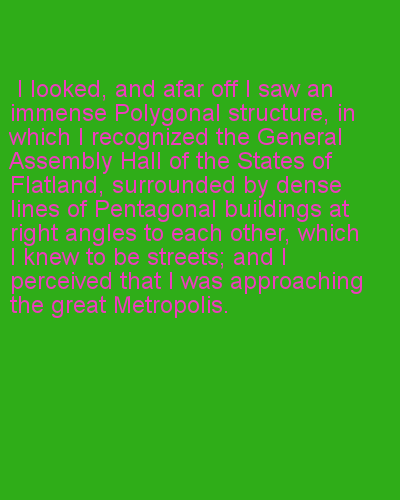 I looked, and afar off I saw an
immense Polygonal structure, in
which I recognized the General
Assembly Hall of the States of
Flatland, surrounded by dense
lines of Pentagonal buildings at
right angles to each other, which
I knew to be streets; and I
perceived that I was approaching
the great Metropolis.